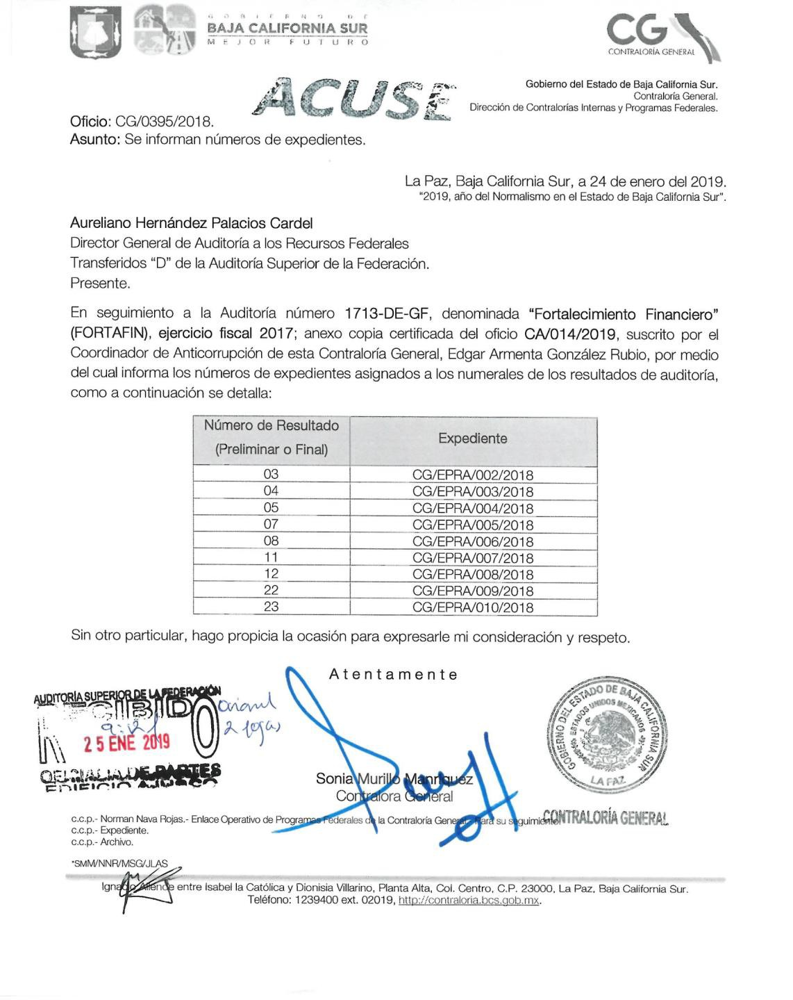 GOBIERNO DE
BAJA CALIFORNIA SUR
MEJOR FUTURO
CG
CONTRALORÍA GENERAL
ACUSE
Gobierno del Estado de Baja California Sur.
Contraloría General.
Dirección de Contralorías Internas y Programas Federales.
Oficio: CG/0395/2018.
Asunto: Se informan números de expedientes.
La Paz, Baja California Sur, a 24 de enero del 2019.
“2019, año del Normalismo en el Estado de Baja California Sur”.
Aureliano Hernández Palacios Cardel
Director General de Auditoría a los Recursos Federales
Transferidos “D” de la Auditoría Superior de la Federación.
Presente.
En seguimiento a la Auditoría número 1713-DE-GF, denominada “Fortalecimiento Financiero”
(FORTAFIN), ejercicio fiscal 2017; anexo copia certificada del oficio CA/014/2019, suscrito por el
Coordinador de Anticorrupción de esta Contraloría General, Edgar Armenta González Rubio, por medio
del cual informa los números de expedientes asignados a los numerales de los resultados de auditoría,
como a continuación se detalla:
Número de Resultado (Preliminar o Final) Expediente
03 CG/EPRA/002/2018
04 CG/EPRA/003/2018
05 CG/EPRA/004/2018
07 CG/EPRA/005/2018
08 CG/EPRA/006/2018
11 CG/EPRA/007/2018
12 CG/EPRA/008/2018
22 CG/EPRA/009/2018
23 CG/EPRA/010/2018
Sin otro particular, hago propicia la ocasión para expresarle mi consideración y respeto.
Atentamente
AUDITORÍA SUPERIOR DE LA FEDERACIÓN
RECIBIDO
25 ENE 2019
OFICIALIA DE PARTES
EDIFICIO AJUSCO
GOBIERNO DEL ESTADO DE BAJA CALIFORNIA SUR
ESTADOS UNIDOS MEXICANOS
LA PAZ
CONTRALORÍA GENERAL
Sonia Murillo Manríquez
Contralora General
c.c.p.- Norman Nava Rojas.- Enlace Operativo de Programas Federales de la Contraloría General.- Para su seguimiento.
c.c.p.- Expediente.
c.c.p.- Archivo.
*SMM/NNR/MSG/JLAS
Ignacio Allende entre Isabel la Católica y Dionisia Villarino, Planta Alta, Col. Centro, C.P. 23000, La Paz, Baja California Sur.
Teléfono: 1239400 ext. 02019, http://contraloria.bcs.gob.mx.